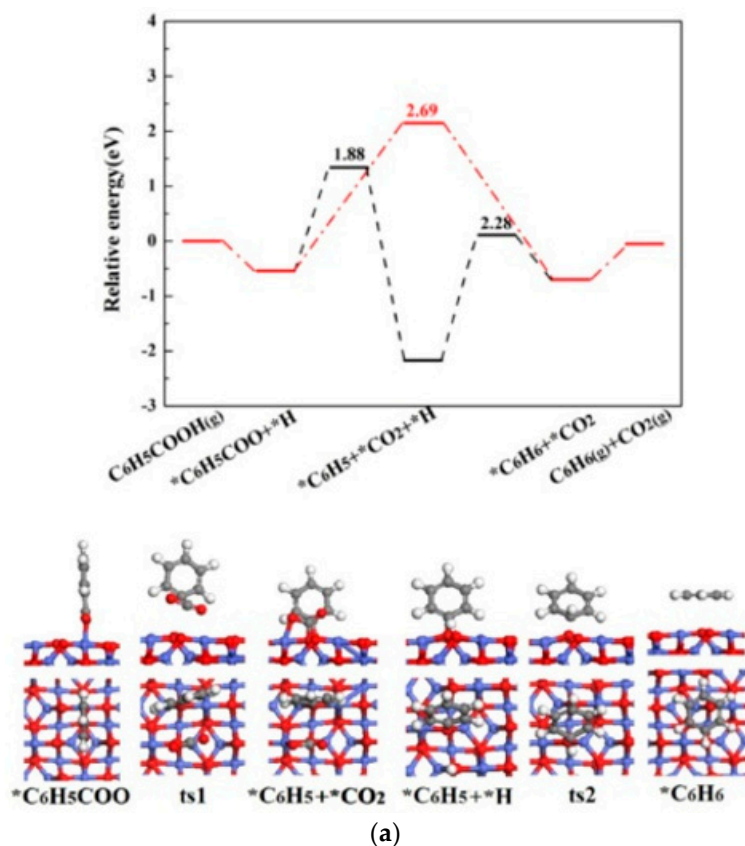 4
3
2
1
0
-1
-2
-3
Relative energy(eV)
2.69
1.88
2.28
C6H5COOH(g)
*C6H5COO+*H
*C6H5+*CO2+*H
*C6H6+*CO2
C6H6(g)+CO2(g)
*C6H5COO ts1 *C6H5+*CO2 *C6H5+*H ts2 *C6H6
(a)